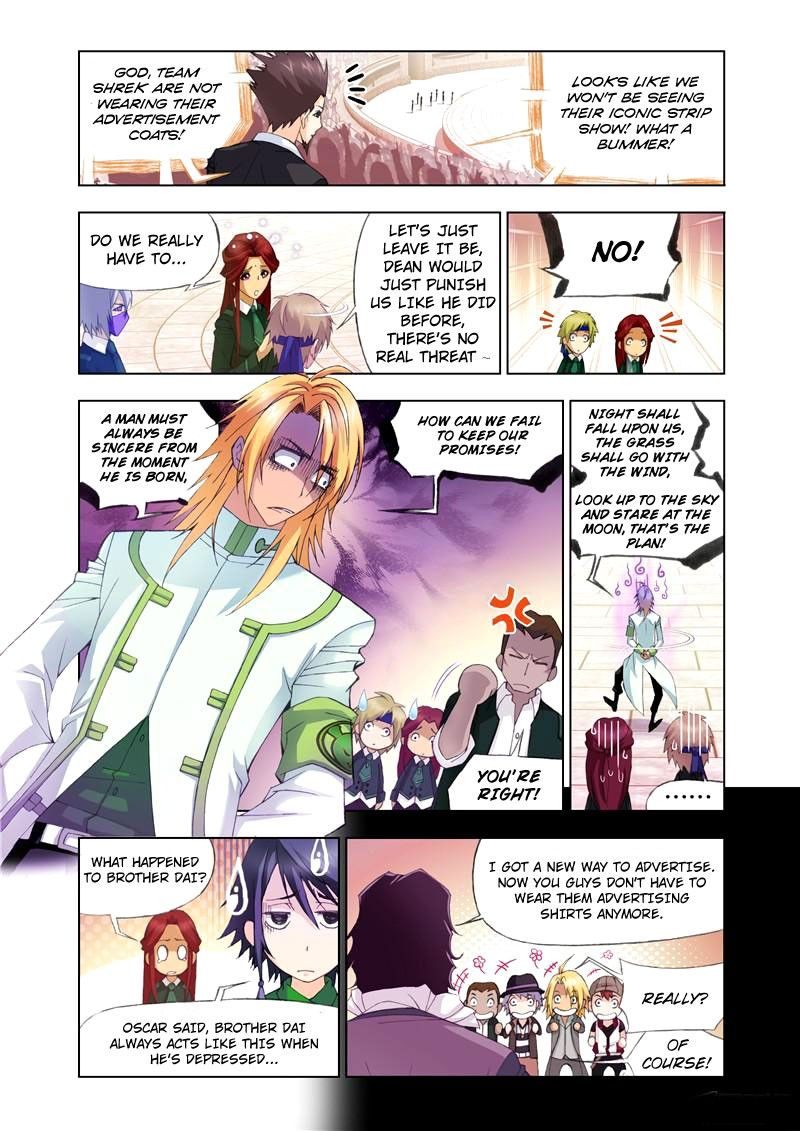 GOD, TEAM
SHREK ARE NOT
WEARING THEIR
ADVERTISEMENT
COATS!
LOOKS LIKE WE
WON'T BE SEEING
THEIR ICONIC STRIP
SHOW! WHAT A
BUMMER!
DO WE REALLY
HAVE TO...
LET'S JUST
LEAVE IT BE,
DEAN WOULD
JUST PUNISH
US LIKE HE DID
BEFORE,
THERE'S NO
REAL THREAT ~
NO!
A MAN MUST
ALWAYS BE
SINCERE FROM
THE MOMENT
HE IS BORN,
HOW CAN WE FAIL
TO KEEP OUR
PROMISES!
YOU'RE
RIGHT!
NIGHT SHALL
FALL UPON US,
THE GRASS
SHALL GO WITH
THE WIND,
LOOK UP TO THE SKY
AND STARE AT THE
MOON, THAT'S THE
PLAN!
......
WHAT HAPPENED
TO BROTHER DAI?
OSCAR SAID, BROTHER DAI
ALWAYS ACTS LIKE THIS WHEN
HE'S DEPRESSED...
I GOT A NEW WAY TO ADVERTISE.
NOW YOU GUYS DON'T HAVE TO
WEAR THEM ADVERTISING
SHIRTS ANYMORE.
REALLY?
OF
COURSE!